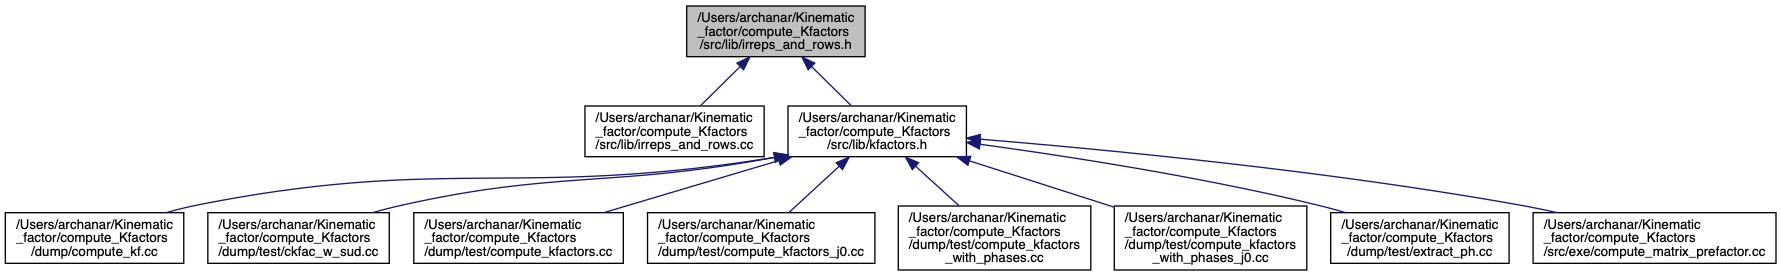 /Users/archanar/Kinematic
_factor/compute_Kfactors
/src/lib/irreps_and_rows.h
/Users/archanar/Kinematic
_factor/compute_Kfactors
/src/lib/irreps_and_rows.cc
/Users/archanar/Kinematic
_factor/compute_Kfactors
/src/lib/kfactors.h
/Users/archanar/Kinematic
_factor/compute_Kfactors
/dump/compute_kf.cc
/Users/archanar/Kinematic
_factor/compute_Kfactors
/dump/test/ckfac_w_sud.cc
/Users/archanar/Kinematic
_factor/compute_Kfactors
/dump/test/compute_kfactors.cc
/Users/archanar/Kinematic
_factor/compute_Kfactors
/dump/test/compute_kfactors_j0.cc
/Users/archanar/Kinematic
_factor/compute_Kfactors
/dump/test/compute_kfactors
_with_phases.cc
/Users/archanar/Kinematic
_factor/compute_Kfactors
/dump/test/compute_kfactors
_with_phases_j0.cc
/Users/archanar/Kinematic
_factor/compute_Kfactors
/dump/test/extract_ph.cc
/Users/archanar/Kinematic
_factor/compute_Kfactors
/src/exe/compute_matrix_prefactor.cc